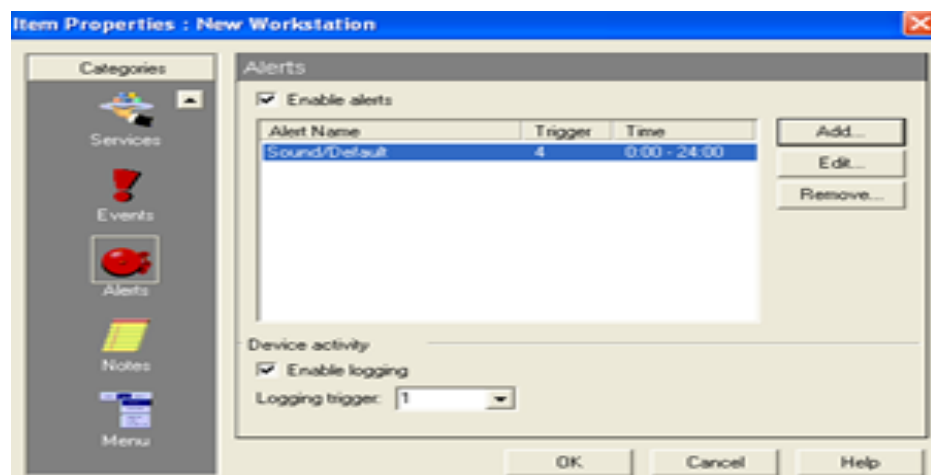 Item Properties : New Workstation
Categories
Services
Events
Alerts
Notes
Menu
Alerts
Enable alerts
Alert Name Trigger Time
Sound/Default 4 0:00 - 24:00
Add...
Edit...
Remove...
Device activity
Enable logging
Logging trigger: 1
OK Cancel Help